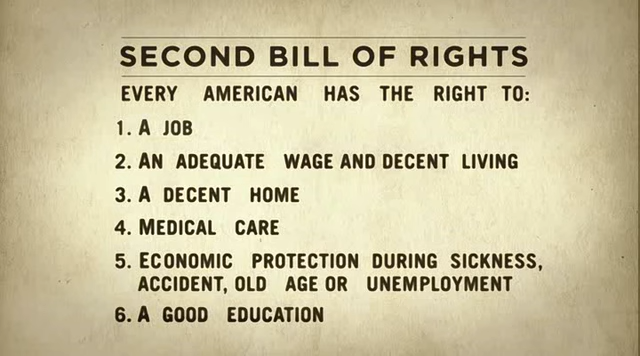 SECOND BILL OF RIGHTS
EVERY AMERICAN HAS THE RIGHT TO:
1. A JOB
2. AN ADEQUATE WAGE AND DECENT LIVING
3. A DECENT HOME
4. MEDICAL CARE
5. ECONOMIC PROTECTION DURING SICKNESS,
ACCIDENT, OLD AGE OR UNEMPLOYMENT
6. A GOOD EDUCATION